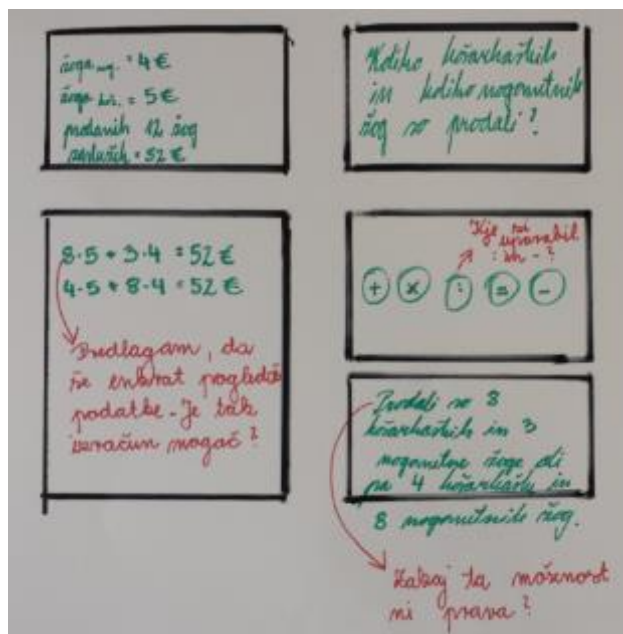 žoga nog. = 4 €
žoga koš. = 5 €
prodanih 12 žog
zaslužili = 52 €
Koliko košarkaških
in koliko nogometnih
žog so prodali?
8·5 + 3·4 = 52 €
4·5 + 8·4 = 52 €
Predlagam, da
še enkrat pogledaš
podatke - Je tak
izračun mogoč?
Kje si
uporabil
: in - ?
+ × : = -
Prodali so 8
košarkaških in 3
nogometne žoge ali
pa 4 košarkaške in
8 nogometnih žog.
Zakaj ta možnost
ni prava?